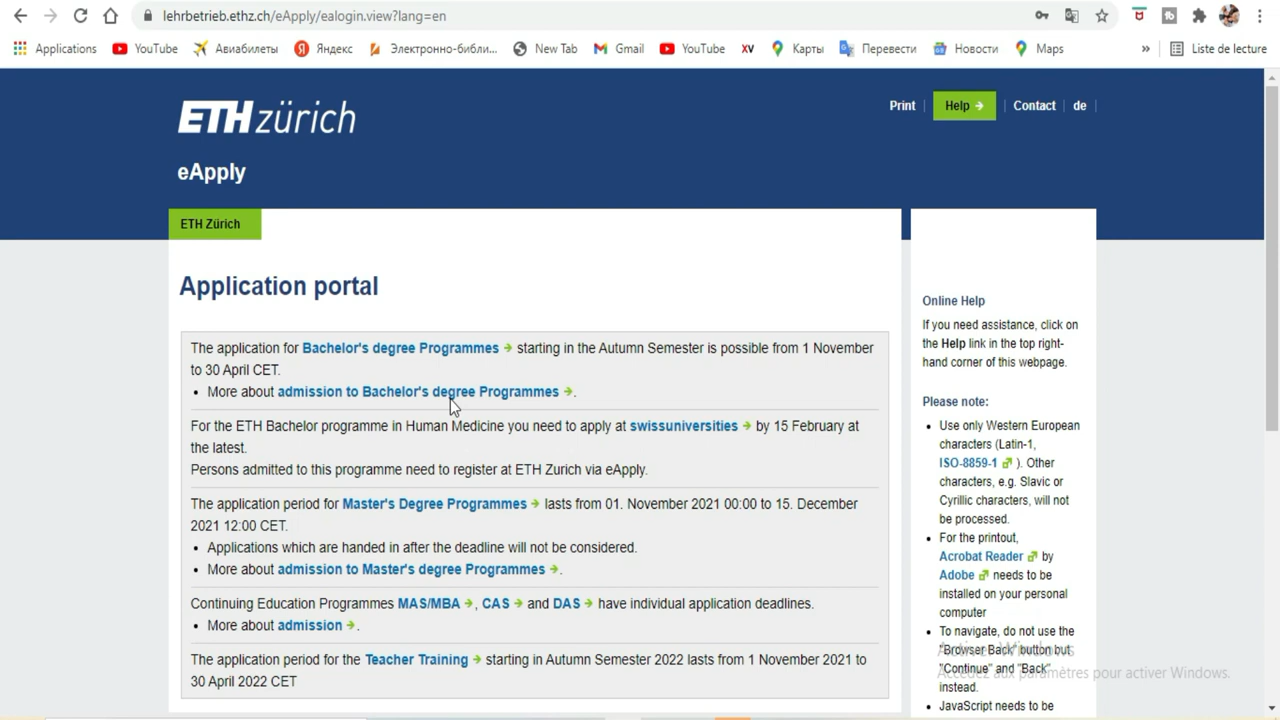 lehrbetrieb.ethz.ch/eApply/ealogin.view?lang=en
Applications YouTube Авиабилеты Яндекс Электронно-библи... New Tab Gmail YouTube XV Карты Перевести Новости Maps » Liste de lecture
ETH zürich
Print Help Contact de
eApply
ETH Zürich
Application portal
The application for Bachelor's degree Programmes starting in the Autumn Semester is possible from 1 November
to 30 April CET.
• More about admission to Bachelor's degree Programmes .
For the ETH Bachelor programme in Human Medicine you need to apply at swissuniversities by 15 February at
the latest.
Persons admitted to this programme need to register at ETH Zurich via eApply.
The application period for Master's Degree Programmes lasts from 01. November 2021 00:00 to 15. December
2021 12:00 CET.
• Applications which are handed in after the deadline will not be considered.
• More about admission to Master's degree Programmes .
Continuing Education Programmes MAS/MBA , CAS and DAS have individual application deadlines.
• More about admission .
The application period for the Teacher Training starting in Autumn Semester 2022 lasts from 1 November 2021 to
30 April 2022 CET
Online Help
If you need assistance, click on
the Help link in the top right-
hand corner of this webpage.
Please note:
• Use only Western European
characters (Latin-1,
ISO-8859-1 ). Other
characters, e.g. Slavic or
Cyrillic characters, will not
be processed.
• For the printout,
Acrobat Reader by
Adobe needs to be
installed on your personal
computer
• To navigate, do not use the
"Browser Back" button but
"Continue" and "Back"
instead.
• JavaScript needs to be
Activer Windows
Accédez aux paramètres pour activer Windows.